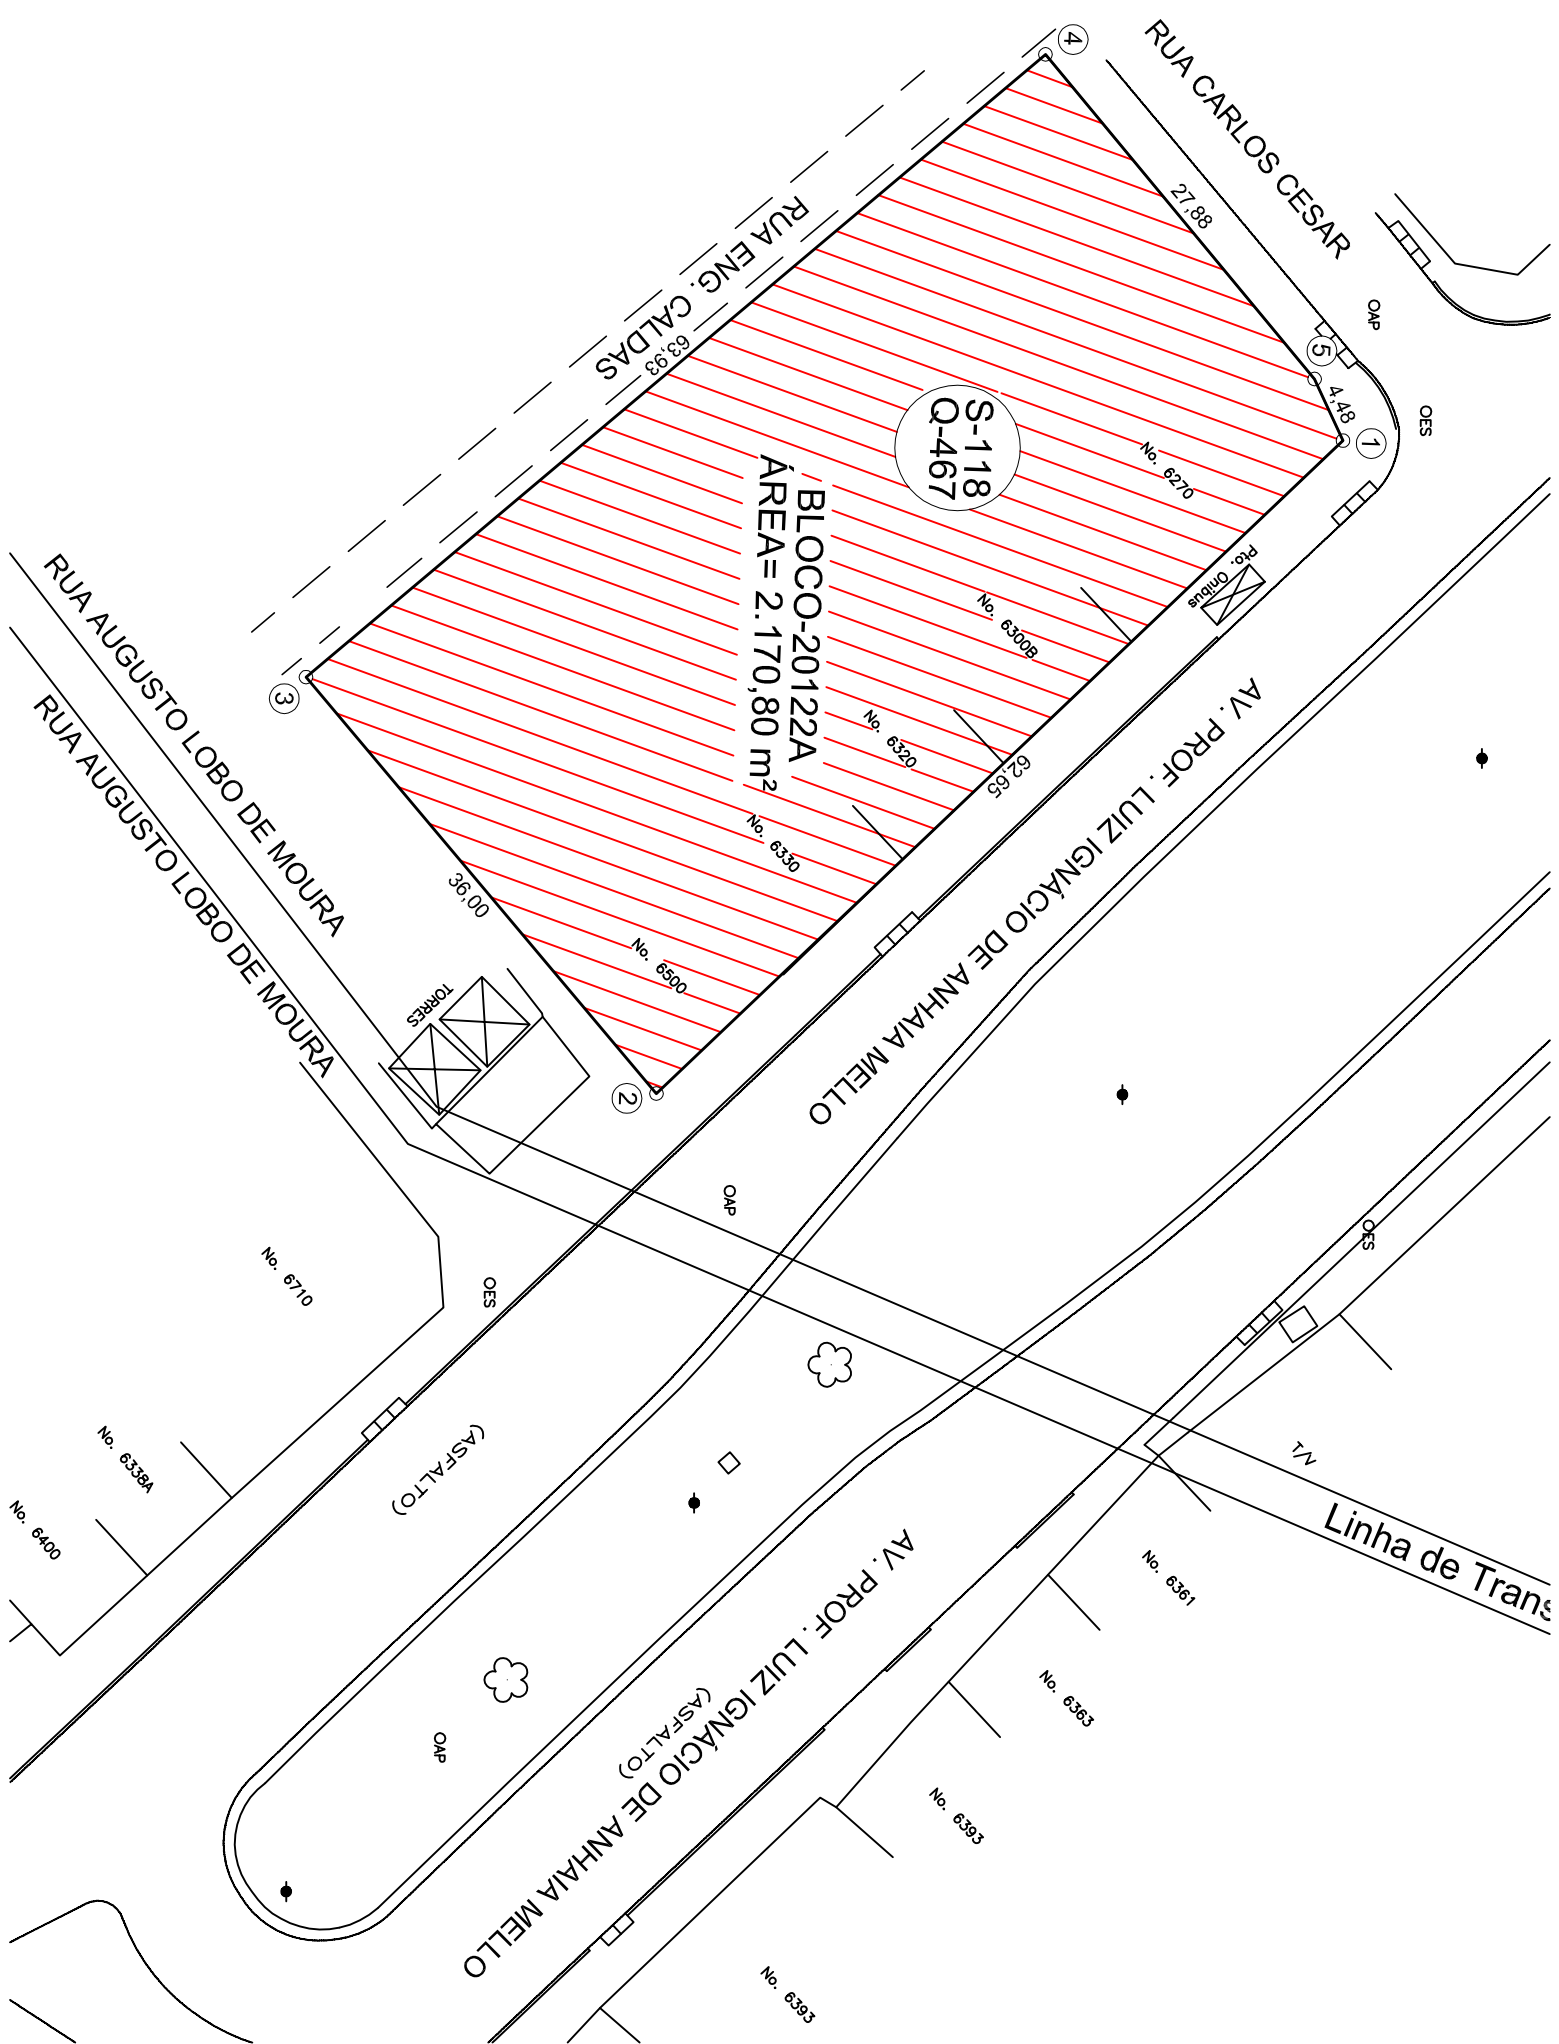 RUA CARLOS CESAR
4
27,88
OAP
5
4,48
1
OES
RUA ENG. CALDAS
63,93
S-118
Q-467
No. 6270
BLOCO-20122A
ÁREA= 2.170,80 m²
Pto. Onibus
No. 6300B
No. 6320
62,65
No. 6330
AV. PROF. LUIZ IGNÁCIO DE ANHAIA MELLO
3
RUA AUGUSTO LOBO DE MOURA
RUA AUGUSTO LOBO DE MOURA
36,00
No. 6500
TORRES
2
OAP
OES
OES
No. 6710
(ASFALTO)
No. 6338A
No. 6400
T/N
Linha de Trans
No. 6361
AV. PROF. LUIZ IGNÁCIO DE ANHAIA MELLO
(ASFALTO)
No. 6363
OAP
No. 6393
No. 6393